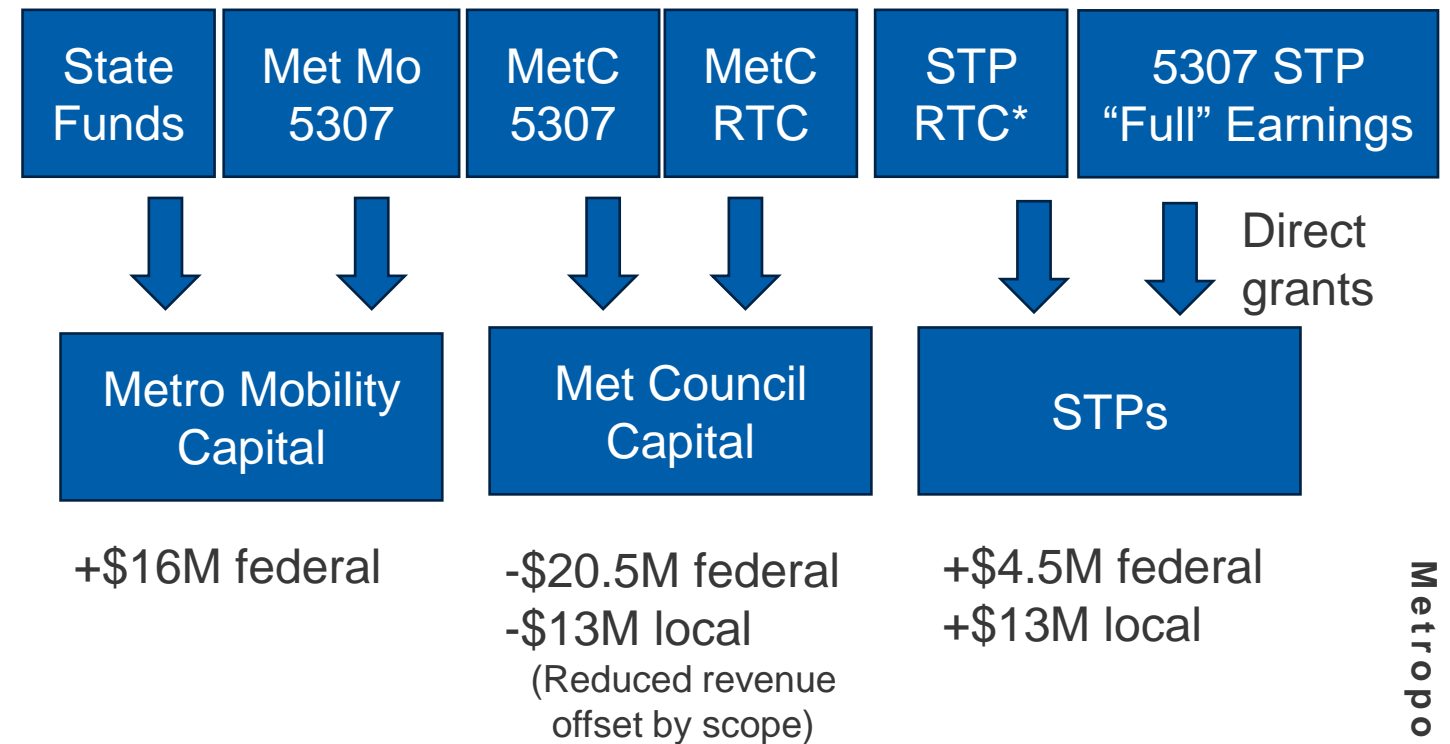 State
Funds
Met Mo
5307
MetC
5307
MetC
RTC
STP
RTC*
5307 STP
“Full” Earnings
Direct
grants
Metro Mobility
Capital
Met Council
Capital
STPs
+$16M federal
-$20.5M federal
-$13M local
(Reduced revenue
offset by scope)
+$4.5M federal
+$13M local
Metropo